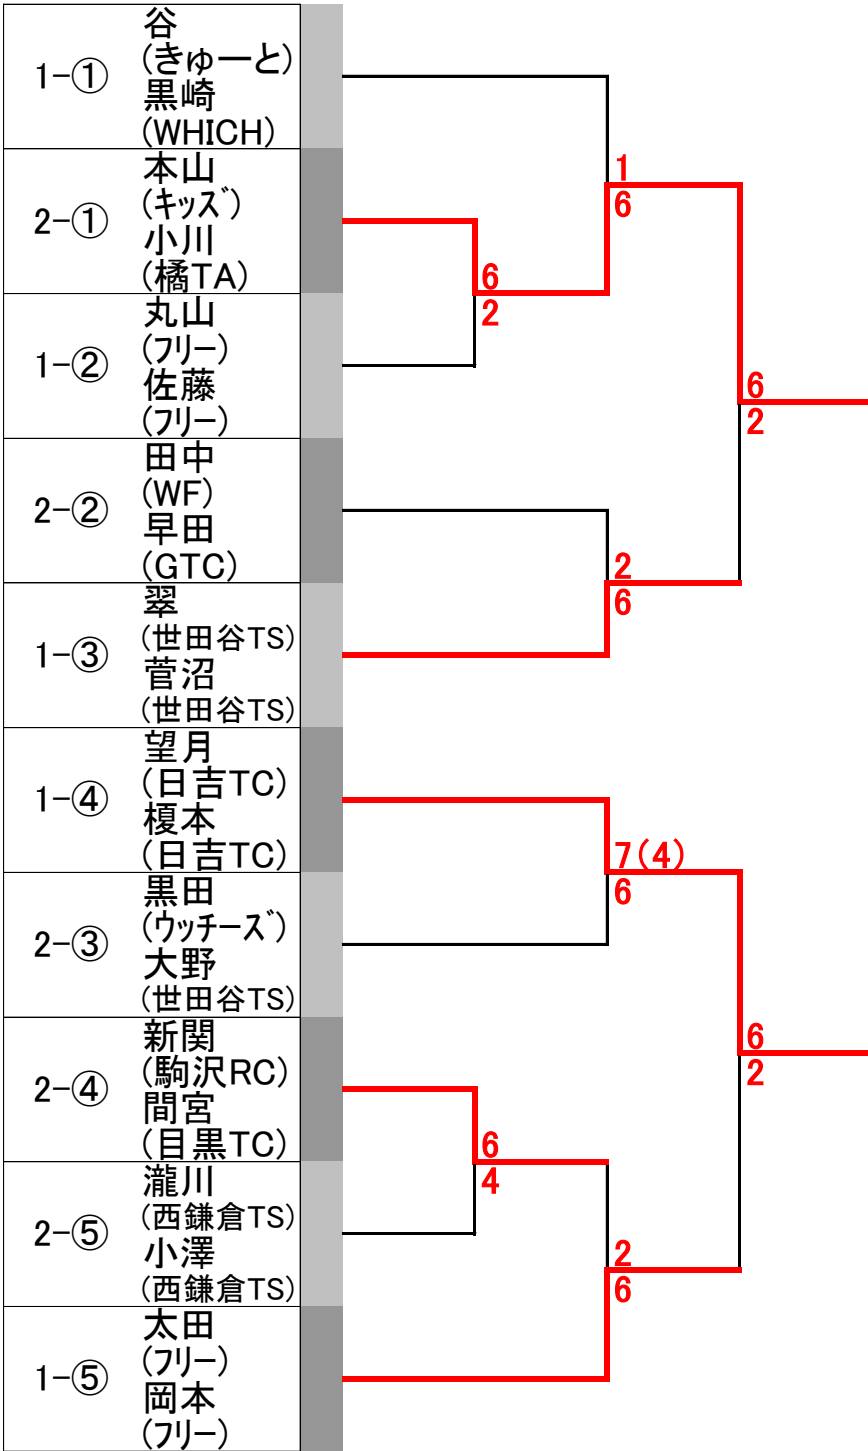 1-①
谷
(きゅーと)
黒崎
(WHICH)
2-①
本山
(キッズ)
小川
(橘TA)
1-②
丸山
(フリー)
佐藤
(フリー)
2-②
田中
(WF)
早田
(GTC)
1-③
翠
(世田谷TS)
菅沼
(世田谷TS)
1-④
望月
(日吉TC)
榎本
(日吉TC)
2-③
黒田
(ウッチーズ)
大野
(世田谷TS)
2-④
新関
(駒沢RC)
間宮
(目黒TC)
2-⑤
瀧川
(西鎌倉TS)
小澤
(西鎌倉TS)
1-⑤
太田
(フリー)
岡本
(フリー)
6
2
6
4
1
6
2
6
7(4)
6
2
6
6
2
6
2